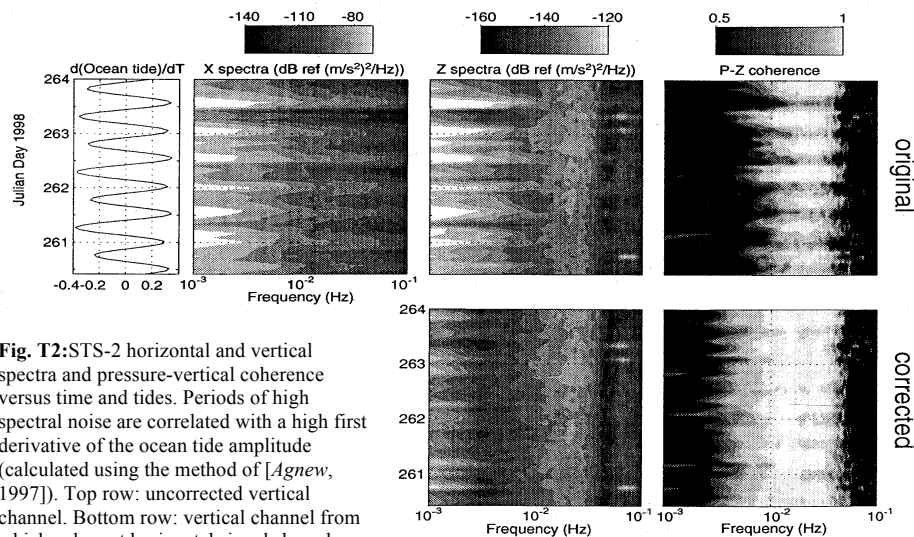 -140 -110 -80
-160 -140 -120
0.5 1
d(Ocean tide)/dT
X spectra (dB ref (m/s²)²/Hz))
Z spectra (dB ref (m/s²)²/Hz))
P-Z coherence
Julian Day 1998
264
263
262
261
-0.4 -0.2 0 0.2
10⁻³ 10⁻² 10⁻¹
Frequency (Hz)
original
264
263
262
261
10⁻³ 10⁻² 10⁻¹
Frequency (Hz)
10⁻³ 10⁻² 10⁻¹
Frequency (Hz)
corrected
Fig. T2:STS-2 horizontal and vertical
spectra and pressure-vertical coherence
versus time and tides. Periods of high
spectral noise are correlated with a high first
derivative of the ocean tide amplitude
(calculated using the method of [Agnew,
1997]). Top row: uncorrected vertical
channel. Bottom row: vertical channel from